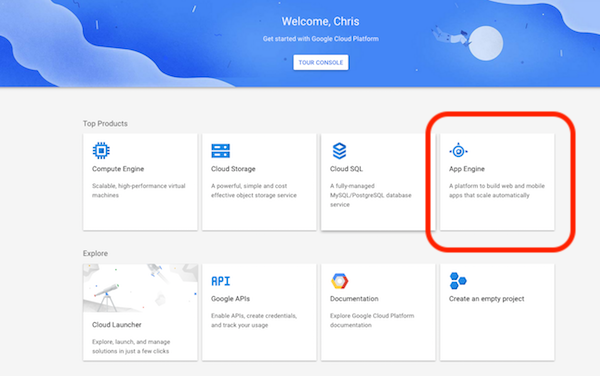 Welcome, Chris
Get started with Google Cloud Platform
TOUR CONSOLE
Top Products
Compute Engine
Scalable, high-performance virtual
machines
Cloud Storage
A powerful, simple and cost
effective object storage service
Cloud SQL
A fully-managed
MySQL/PostgreSQL database
service
App Engine
A platform to build web and mobile
apps that scale automatically
Explore
Cloud Launcher
Explore, launch, and manage
solutions in just a few clicks
API
Google APIs
Enable APIs, create credentials,
and track your usage
Documentation
Explore Google Cloud Platform
documentation
Create an empty project